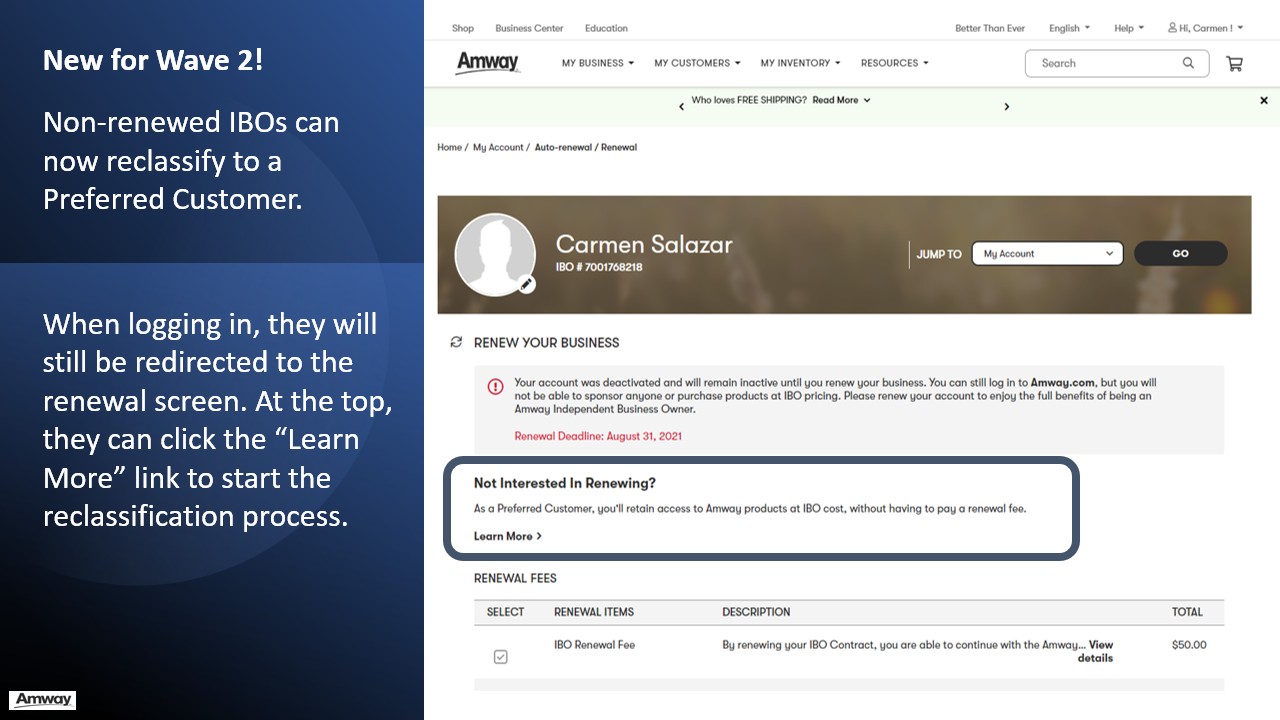 New for Wave 2!
Non-renewed IBOs can
now reclassify to a
Preferred Customer.
When logging in, they will
still be redirected to the
renewal screen. At the top,
they can click the “Learn
More” link to start the
reclassification process.
Amway
Shop Business Center Education Better Than Ever English Help Hi, Carmen !
Amway MY BUSINESS MY CUSTOMERS MY INVENTORY RESOURCES Search
Who loves FREE SHIPPING? Read More
Home / My Account / Auto-renewal / Renewal
Carmen Salazar
IBO # 7001768218
JUMP TO My Account GO
RENEW YOUR BUSINESS
Your account was deactivated and will remain inactive until you renew your business. You can still log in to Amway.com, but you will
not be able to sponsor anyone or purchase products at IBO pricing. Please renew your account to enjoy the full benefits of being an
Amway Independent Business Owner.
Renewal Deadline: August 31, 2021
Not Interested In Renewing?
As a Preferred Customer, you'll retain access to Amway products at IBO cost, without having to pay a renewal fee.
Learn More >
RENEWAL FEES
SELECT RENEWAL ITEMS DESCRIPTION TOTAL
IBO Renewal Fee By renewing your IBO Contract, you are able to continue with the Amway... View $50.00
details